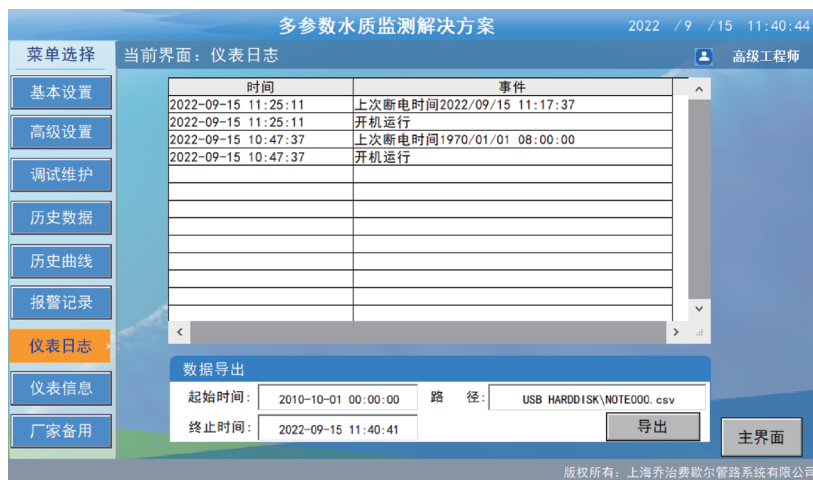 多参数水质监测解决方案 2022 /9 /15 11:40:44
菜单选择 当前界面：仪表日志 高级工程师
基本设置
高级设置
调试维护
历史数据
历史曲线
报警记录
仪表日志
仪表信息
厂家备用
时间 事件
2022-09-15 11:25:11 上次断电时间2022/09/15 11:17:37
2022-09-15 11:25:11 开机运行
2022-09-15 10:47:37 上次断电时间1970/01/01 08:00:00
2022-09-15 10:47:37 开机运行
数据导出
起始时间： 2010-10-01 00:00:00 路 径： USB HARDDISK\NOTE000.csv
终止时间： 2022-09-15 11:40:41 导出
主界面
版权所有：上海乔治费歇尔管路系统有限公司